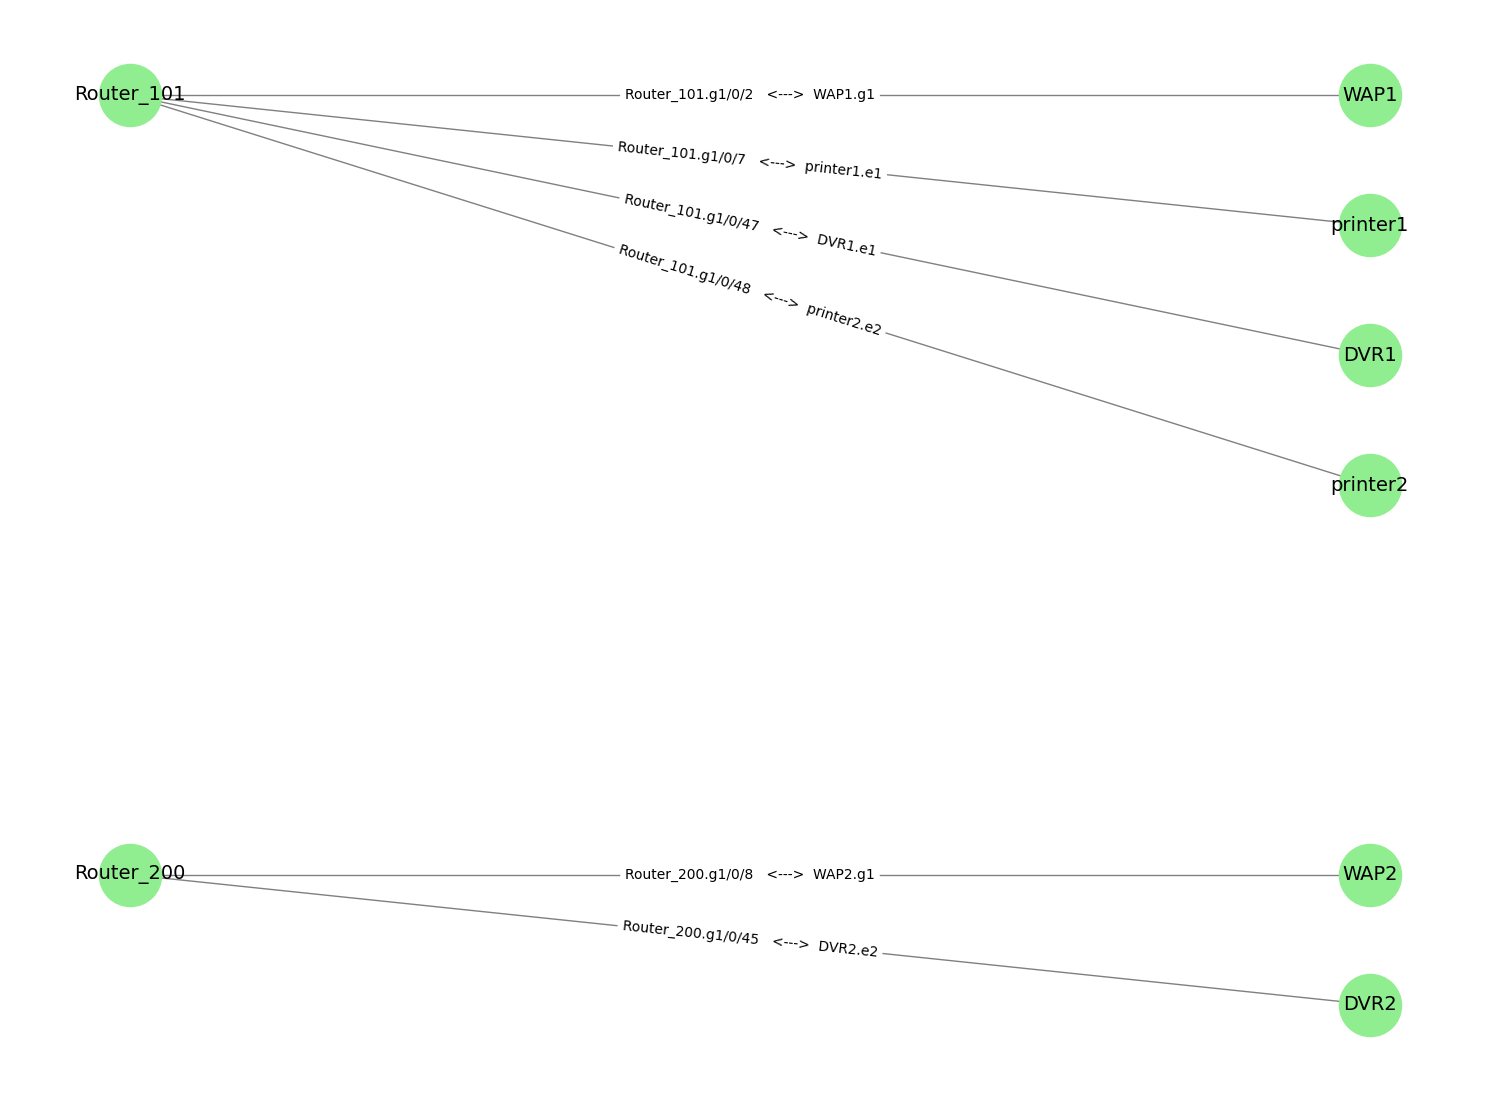 Router_101
Router_101.g1/0/2 <---> WAP1.g1
WAP1
Router_101.g1/0/7 <---> printer1.e1
printer1
Router_101.g1/0/47 <---> DVR1.e1
DVR1
Router_101.g1/0/48 <---> printer2.e2
printer2
Router_200
Router_200.g1/0/8 <---> WAP2.g1
WAP2
Router_200.g1/0/45 <---> DVR2.e2
DVR2